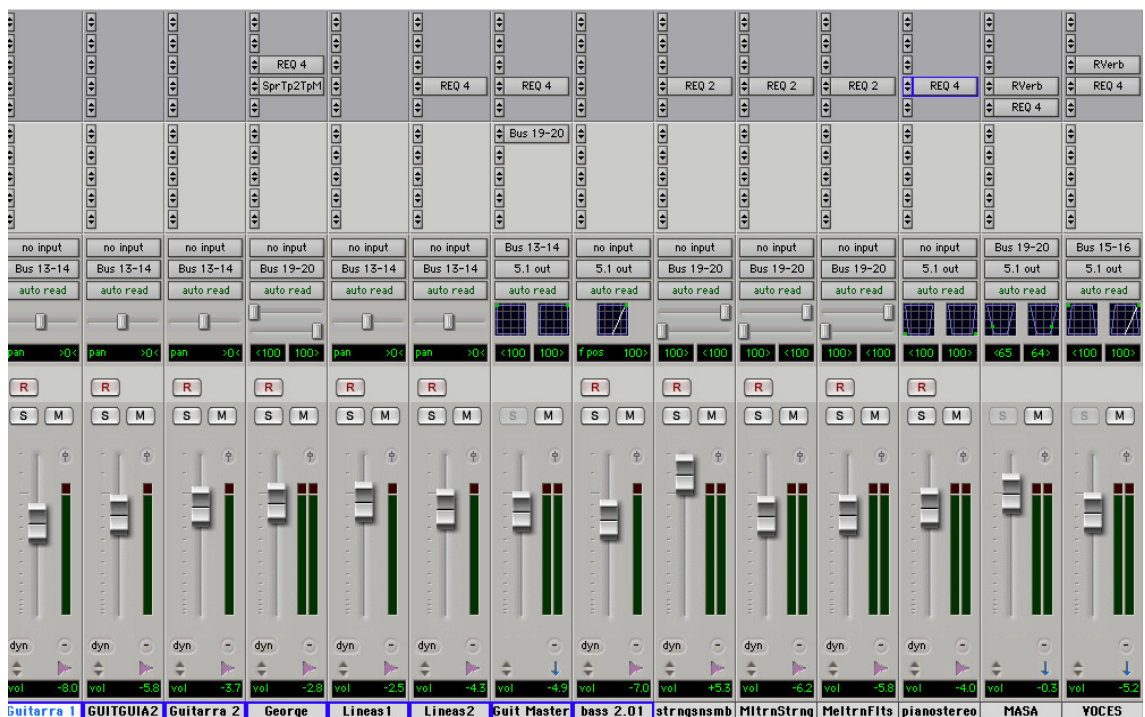 REQ 4 RVerb
SprTp2TpM REQ 4 REQ 4 REQ 2 REQ 2 REQ 2 REQ 4 RVerb REQ 4
REQ 4
Bus 19-20
no input no input no input no input no input no input Bus 13-14 no input no input no input no input no input Bus 19-20 Bus 15-16
Bus 13-14 Bus 13-14 Bus 13-14 Bus 19-20 Bus 13-14 Bus 13-14 5.1 out 5.1 out Bus 19-20 Bus 19-20 Bus 19-20 5.1 out 5.1 out 5.1 out
auto read auto read auto read auto read auto read auto read auto read auto read auto read auto read auto read auto read auto read auto read
pan >0< pan >0< pan >0< <100 100> pan >0< pan >0< <100 100> f pos 100> 100> <100 100> <100 100> <100 <100 100> <65 64> <100 100>
R R R R R R R R R R R
S M S M S M S M S M S M S M S M S M S M S M S M S M S M
dyn dyn dyn dyn dyn dyn dyn dyn dyn dyn dyn
vol -8.0 vol -5.8 vol -3.7 vol -2.8 vol -2.5 vol -4.3 vol -4.9 vol -7.0 vol +5.3 vol -6.2 vol -5.8 vol -4.0 vol -0.3 vol -5.2
Guitarra 1 GUITGUIA2 Guitarra 2 George Lineas1 Lineas2 Guit Master bass 2.01 strngsnsmb MltrnStrng MeltrnFlts pianostereo MASA VOCES